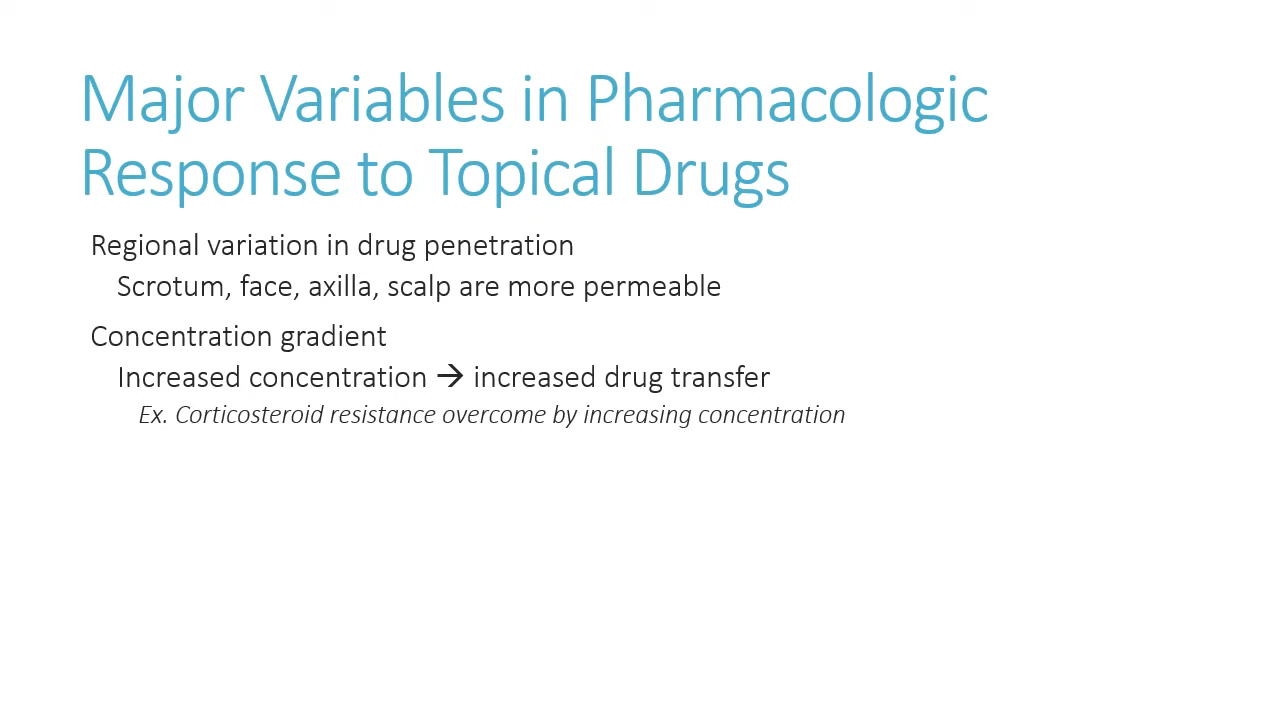 Major Variables in Pharmacologic
Response to Topical Drugs
Regional variation in drug penetration
Scrotum, face, axilla, scalp are more permeable
Concentration gradient
Increased concentration → increased drug transfer
Ex. Corticosteroid resistance overcome by increasing concentration